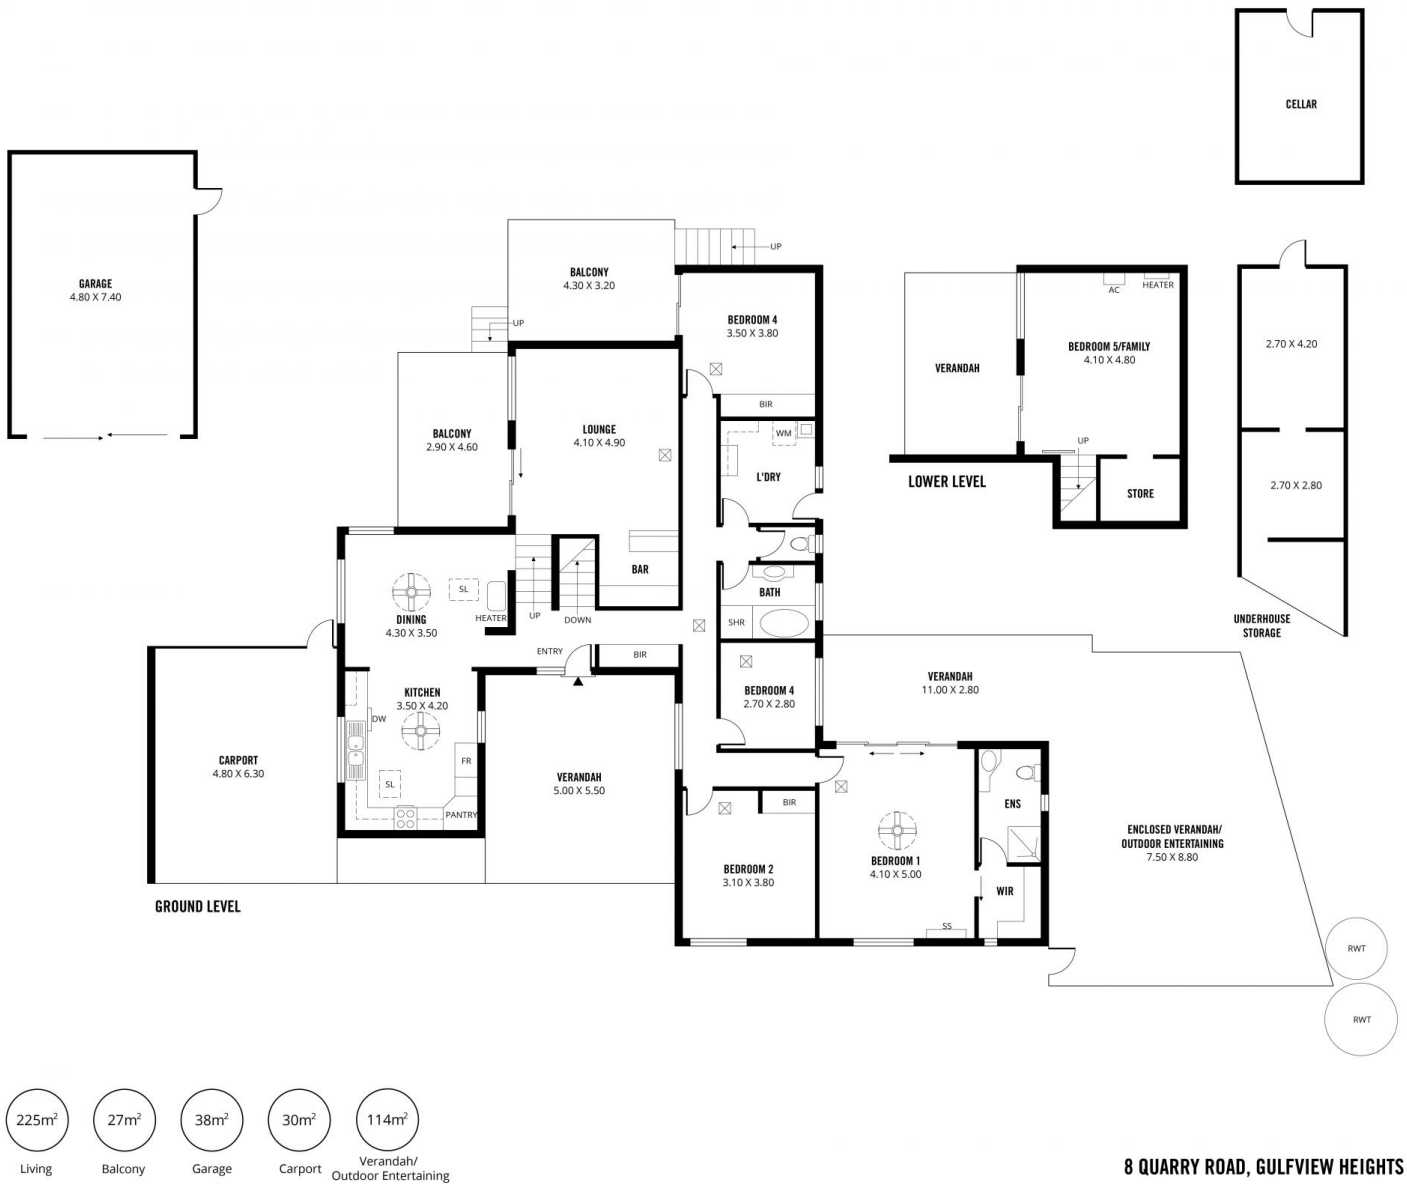 CELLAR
GARAGE
4.80 X 7.40
BALCONY
4.30 X 3.20
UP
UP
BEDROOM 4
3.50 X 3.80
BIR
BALCONY
2.90 X 4.60
LOUNGE
4.10 X 4.90
WM
L'DRY
BAR
BATH
SHR
SL
HEATER
DINING
4.30 X 3.50
UP
DOWN
ENTRY
BIR
BEDROOM 4
2.70 X 2.80
KITCHEN
3.50 X 4.20
DW
FR
SL
PANTRY
CARPORT
4.80 X 6.30
VERANDAH
5.00 X 5.50
BIR
BEDROOM 2
3.10 X 3.80
BEDROOM 1
4.10 X 5.00
SS
ENS
WIR
VERANDAH
11.00 X 2.80
ENCLOSED VERANDAH/
OUTDOOR ENTERTAINING
7.50 X 8.80
RWT
RWT
GROUND LEVEL
AC
HEATER
BEDROOM 5/FAMILY
4.10 X 4.80
VERANDAH
UP
STORE
LOWER LEVEL
2.70 X 4.20
2.70 X 2.80
UNDERHOUSE
STORAGE
225m²
Living
27m²
Balcony
38m²
Garage
30m²
Carport
114m²
Verandah/
Outdoor Entertaining
8 QUARRY ROAD, GULFVIEW HEIGHTS